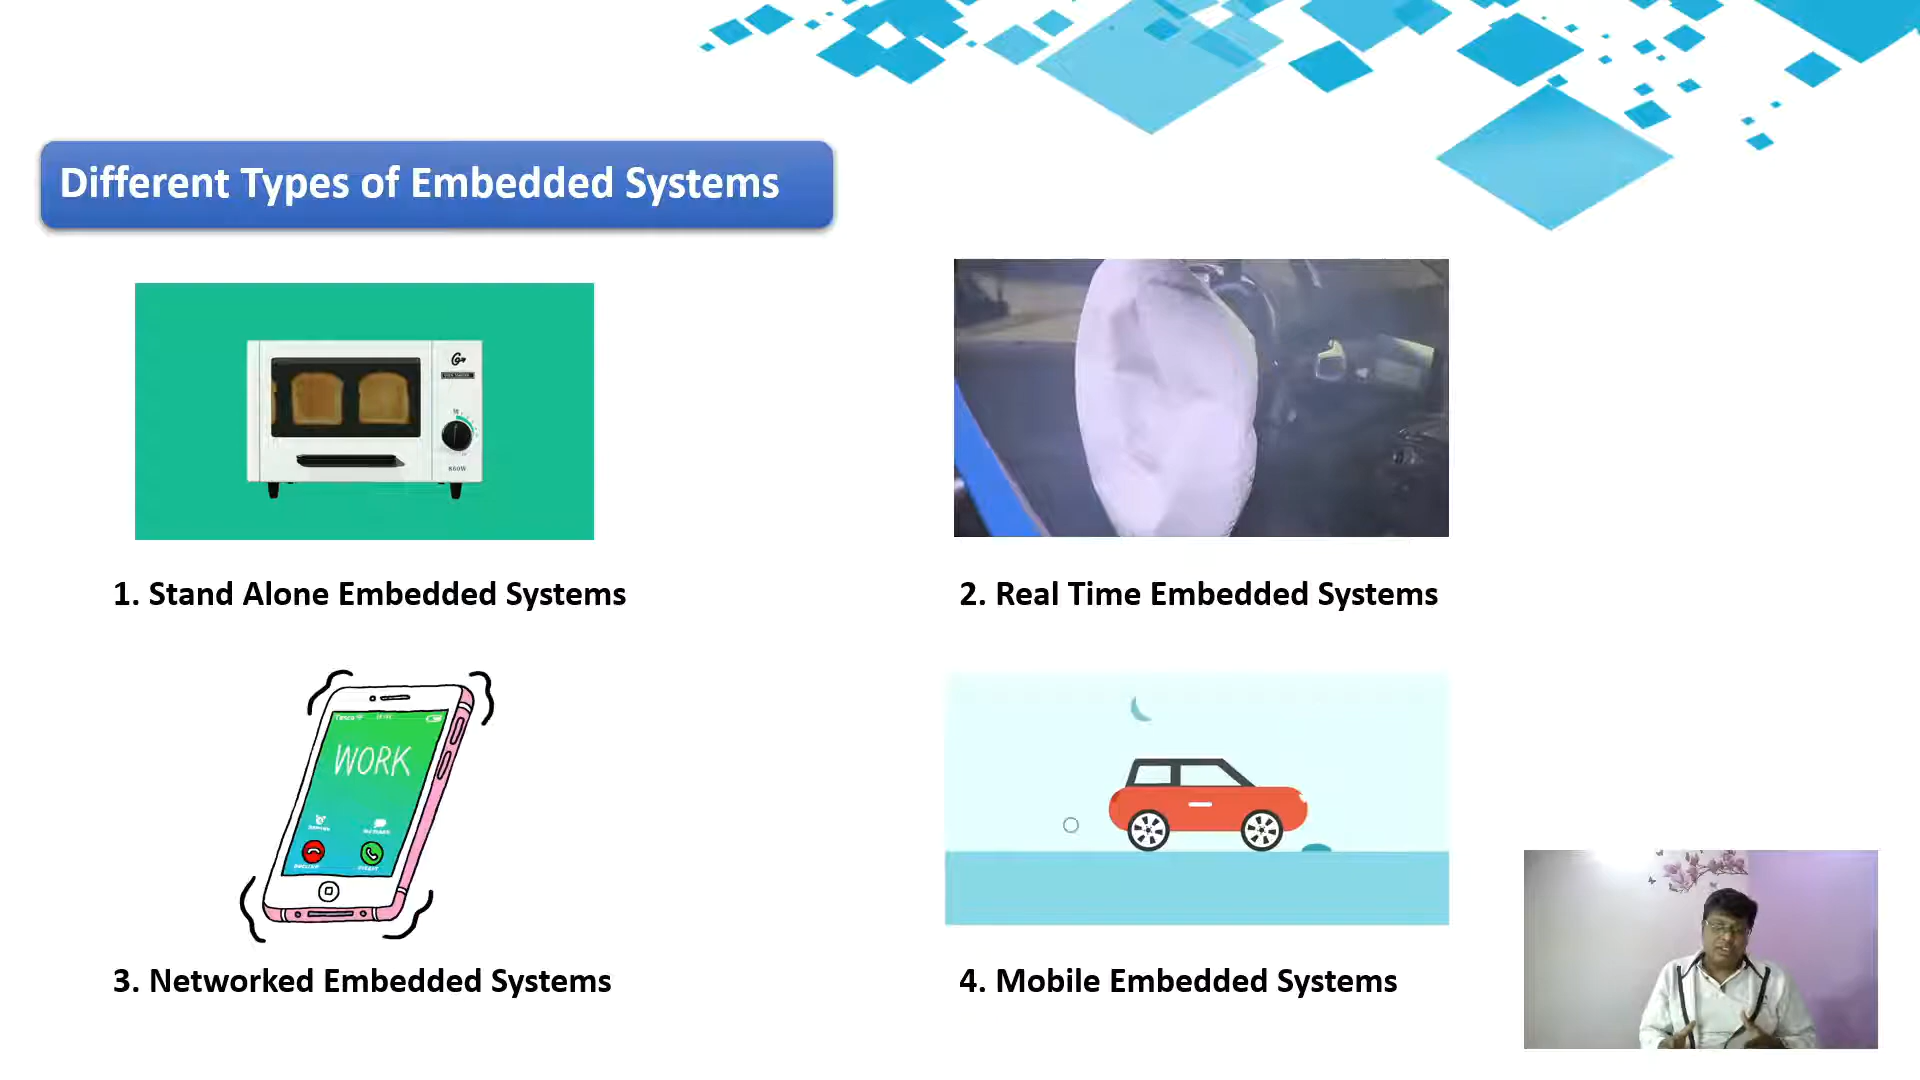 Different Types of Embedded Systems
860W
1. Stand Alone Embedded Systems
2. Real Time Embedded Systems
WORK
3. Networked Embedded Systems
4. Mobile Embedded Systems